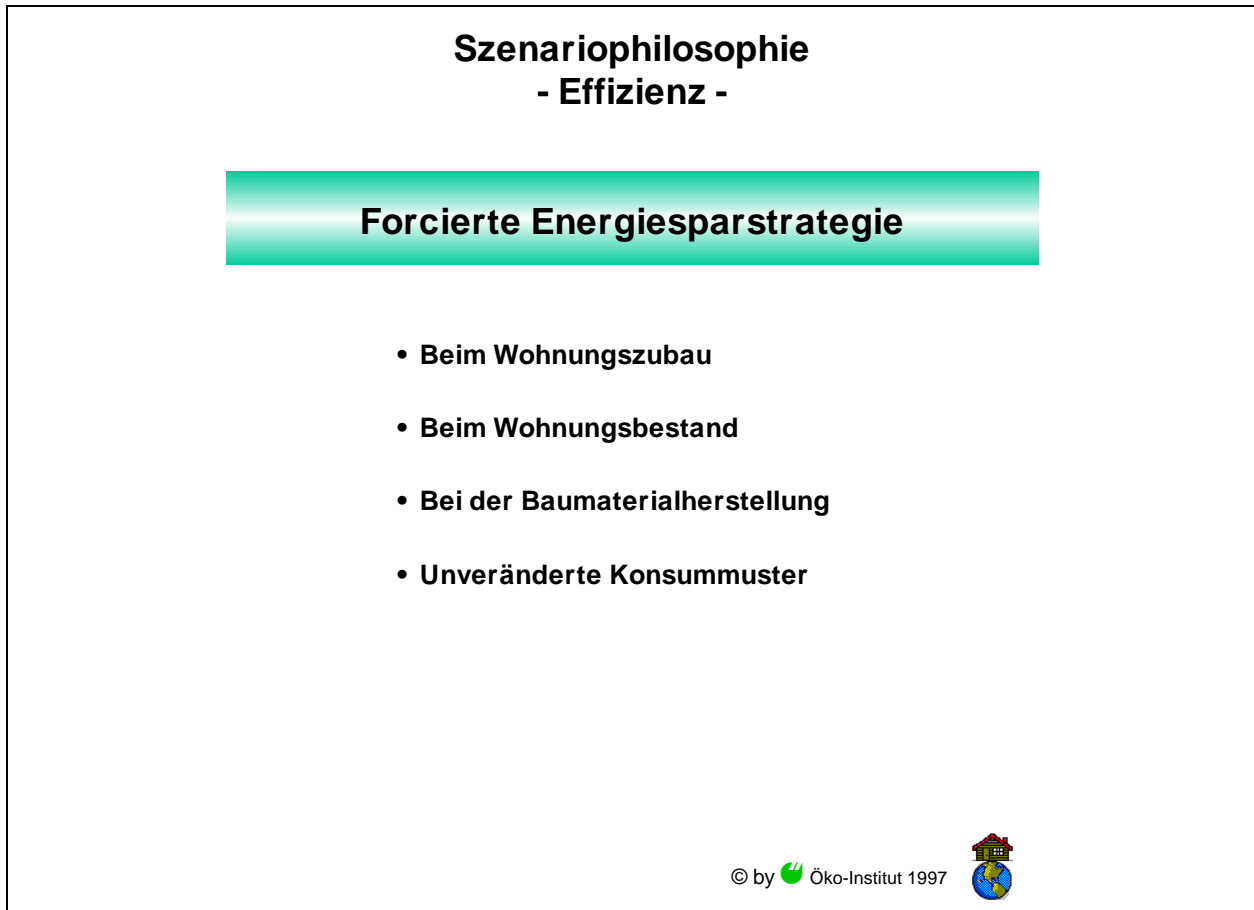 Szenariophilosophie
- Effizienz -
Forcierte Energiesparstrategie
• Beim Wohnungszubau
• Beim Wohnungsbestand
• Bei der Baumaterialherstellung
• Unveränderte Konsummuster
© by Öko-Institut 1997